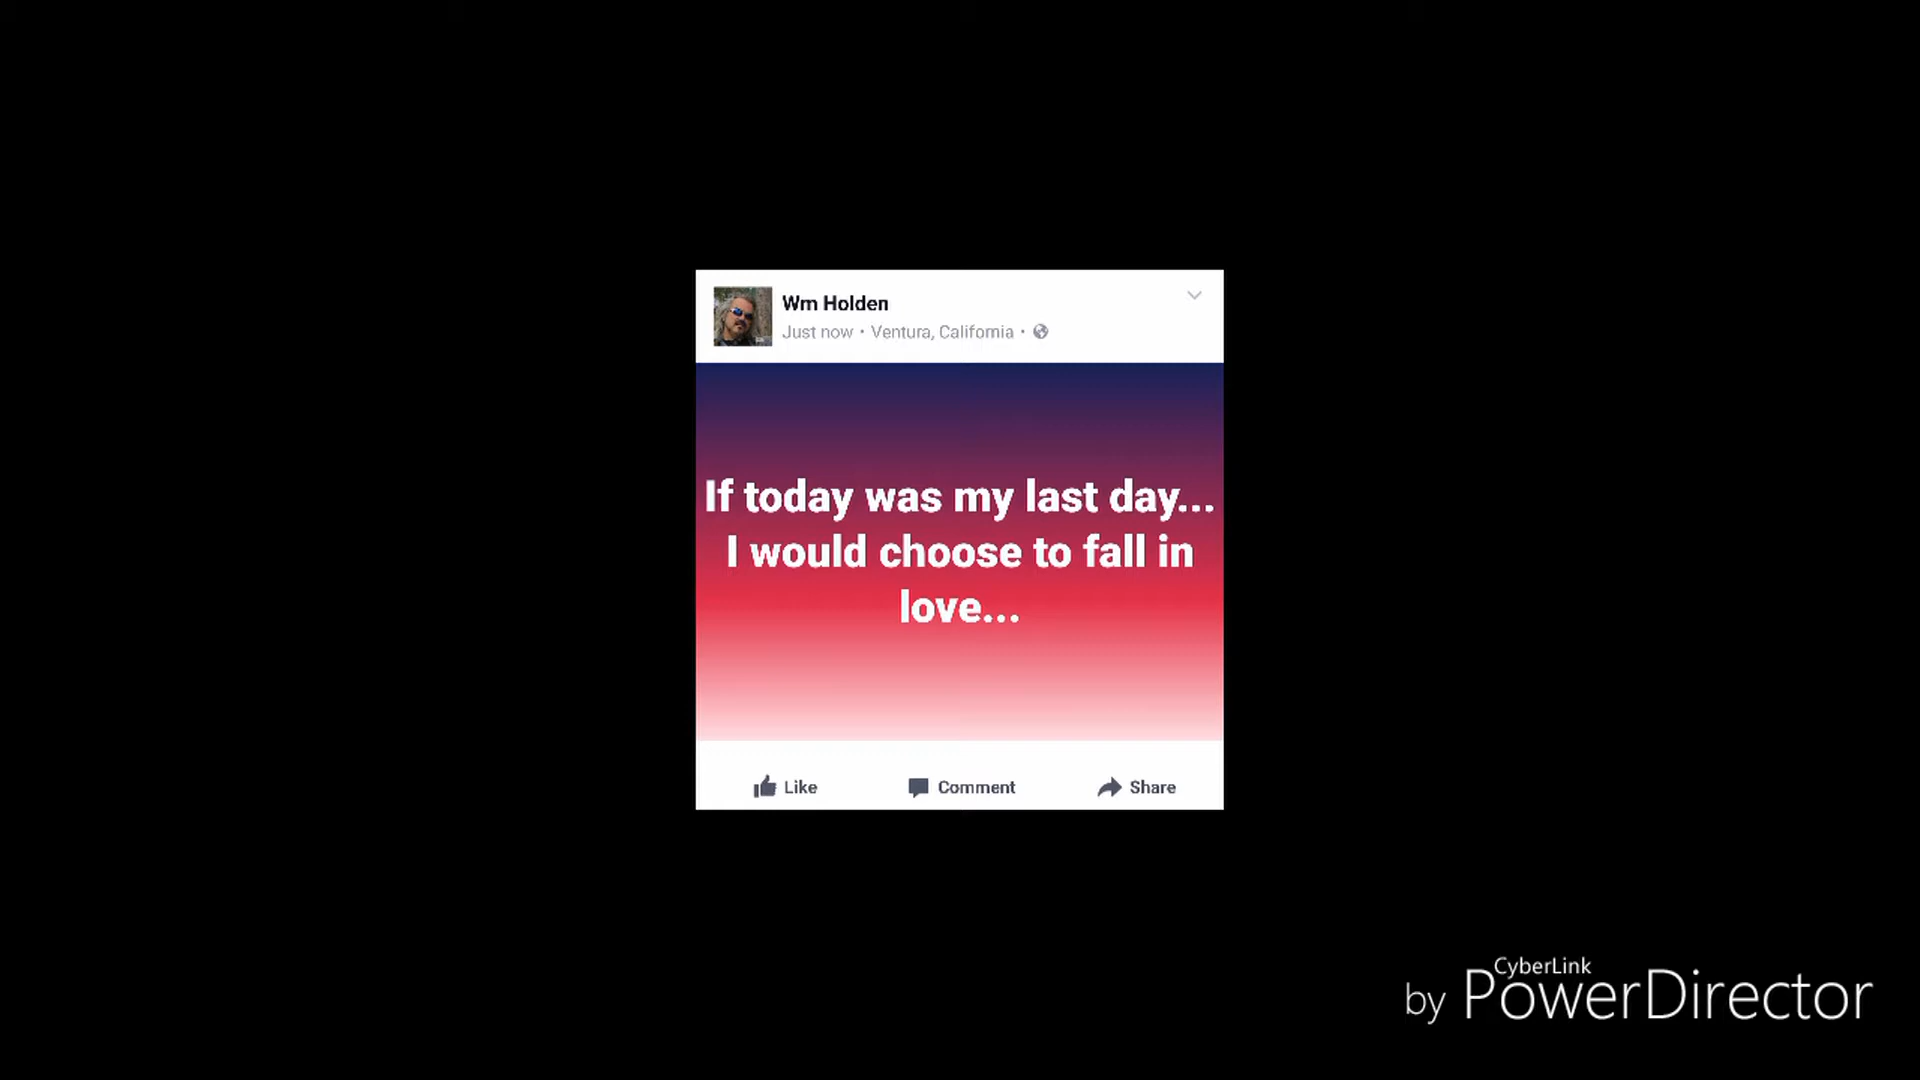 Wm Holden
Just now • Ventura, California •
If today was my last day...
I would choose to fall in
love...
Like Comment Share
CyberLink
by PowerDirector